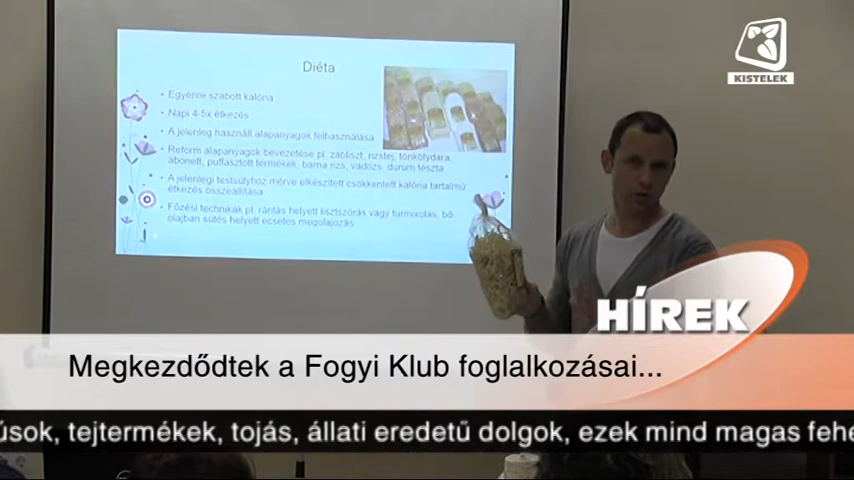 KISTELEK
Diéta
• Egyénre szabott kalória
• Napi 4-5x étkezés
• A jelenleg használt alapanyagok felhasználása
• Reform alapanyagok bevezetése pl. zabliszt, rizstej, tönkölydara,
abonett, puffasztott termékek, barna rizs, vadrizs, durum tészta
• A jelenlegi testsúlyhoz mérve elkészített csökkentett kalória tartalmú
étkezés összeállítása
• Főzési technikák pl. rántás helyett lisztszórás vagy turmixolás, bő
olajban sütés helyett ecsetes megolajozás
HÍREK
Megkezdődtek a Fogyi Klub foglalkozásai...
úsok, tejtermékek, tojás, állati eredetű dolgok, ezek mind magas fehé